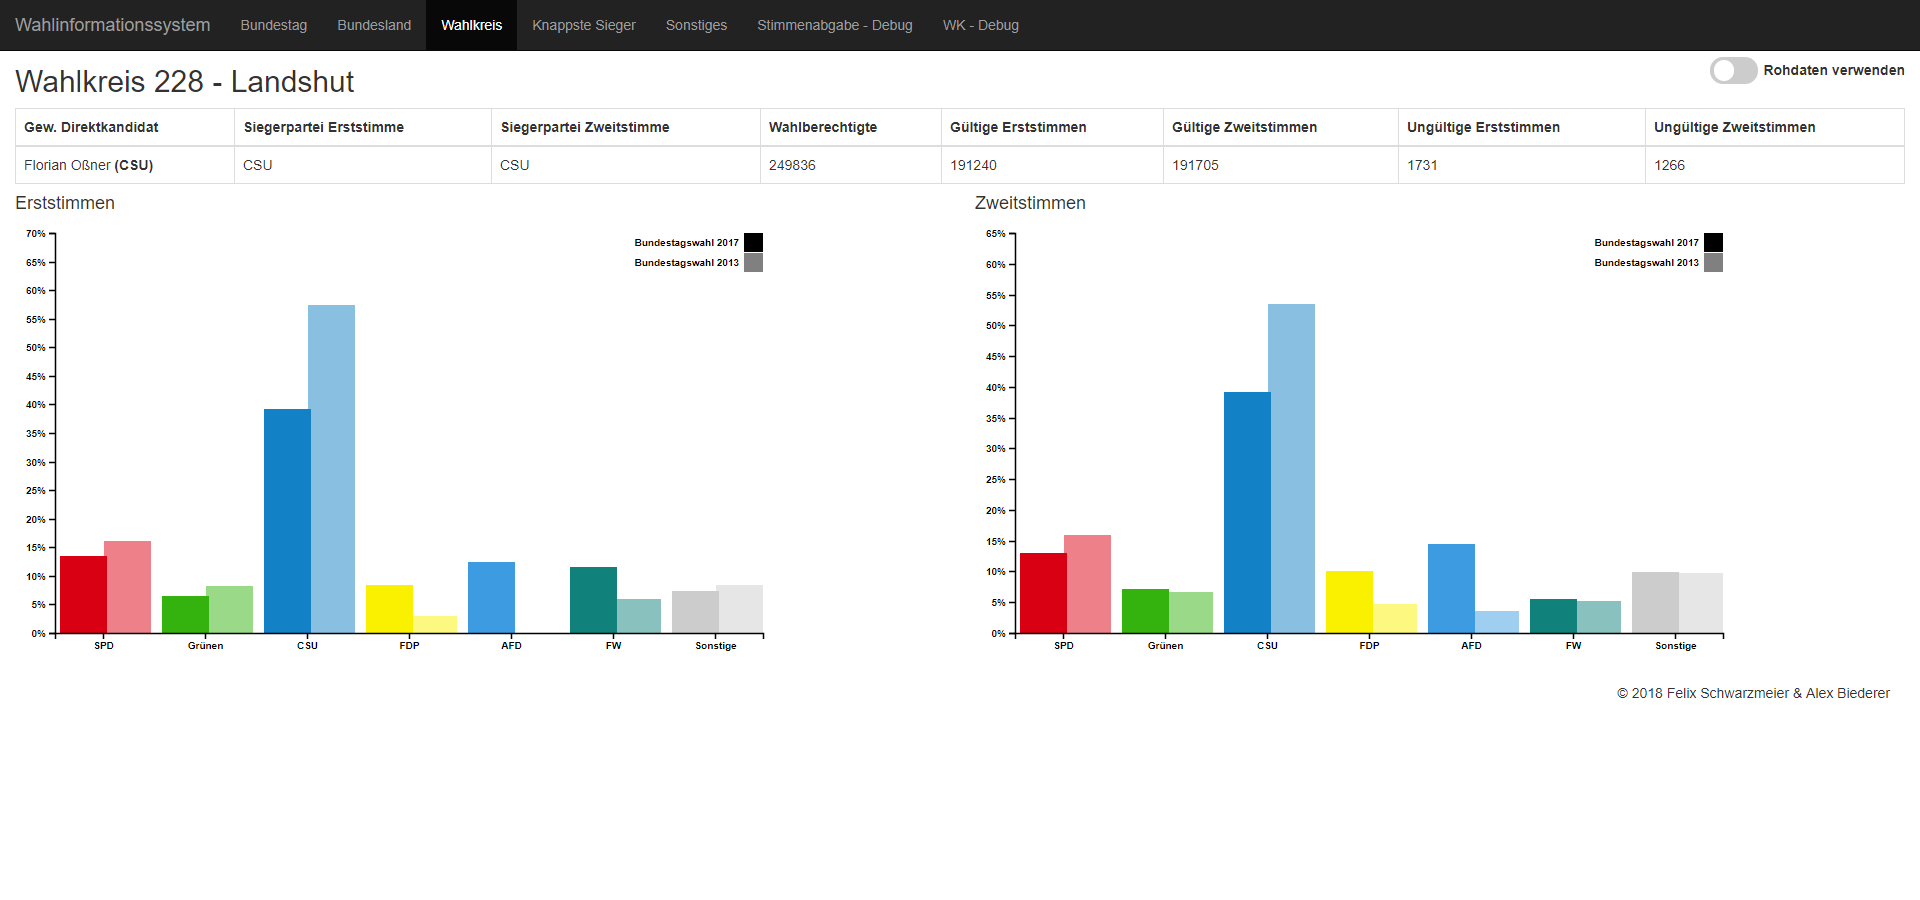 Wahlinformationssystem Bundestag Bundesland Wahlkreis Knappste Sieger Sonstiges Stimmenabgabe - Debug WK - Debug
Wahlkreis 228 - Landshut
Rohdaten verwenden
Gew. Direktkandidat Siegerpartei Erststimme Siegerpartei Zweitstimme Wahlberechtigte Gültige Erststimmen Gültige Zweitstimmen Ungültige Erststimmen Ungültige Zweitstimmen
Florian Oßner (CSU) CSU CSU 249836 191240 191705 1731 1266
Erststimmen
70%
65%
60%
55%
50%
45%
40%
35%
30%
25%
20%
15%
10%
5%
0%
Bundestagswahl 2017
Bundestagswahl 2013
SPD Grünen CSU FDP AFD FW Sonstige
Zweitstimmen
65%
60%
55%
50%
45%
40%
35%
30%
25%
20%
15%
10%
5%
0%
Bundestagswahl 2017
Bundestagswahl 2013
SPD Grünen CSU FDP AFD FW Sonstige
© 2018 Felix Schwarzmeier & Alex Biederer